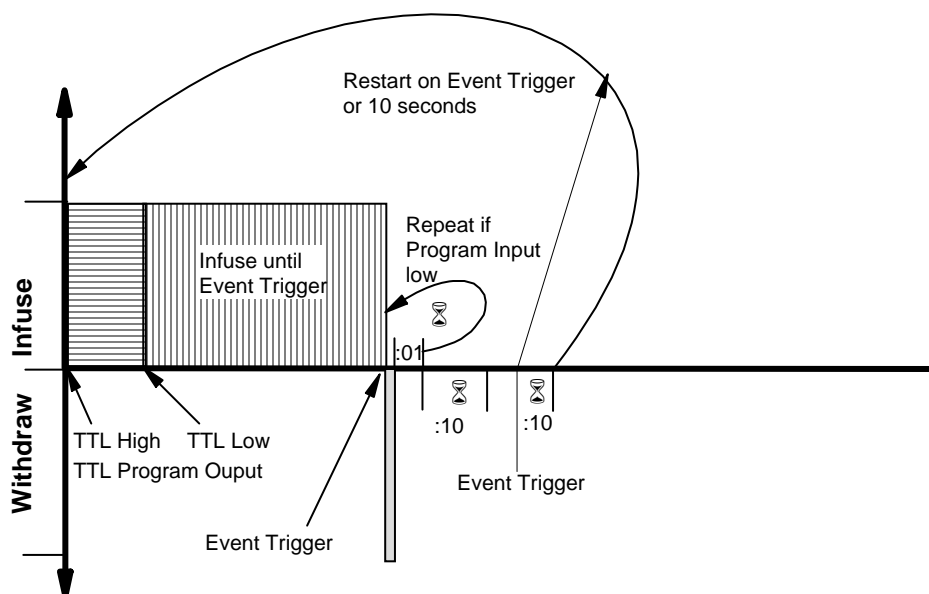 Restart on Event Trigger
or 10 seconds
Repeat if
Program Input
low
Infuse until
Event Trigger
Infuse
:01
Withdraw
:10
:10
TTL High
TTL Low
TTL Program Ouput
Event Trigger
Event Trigger